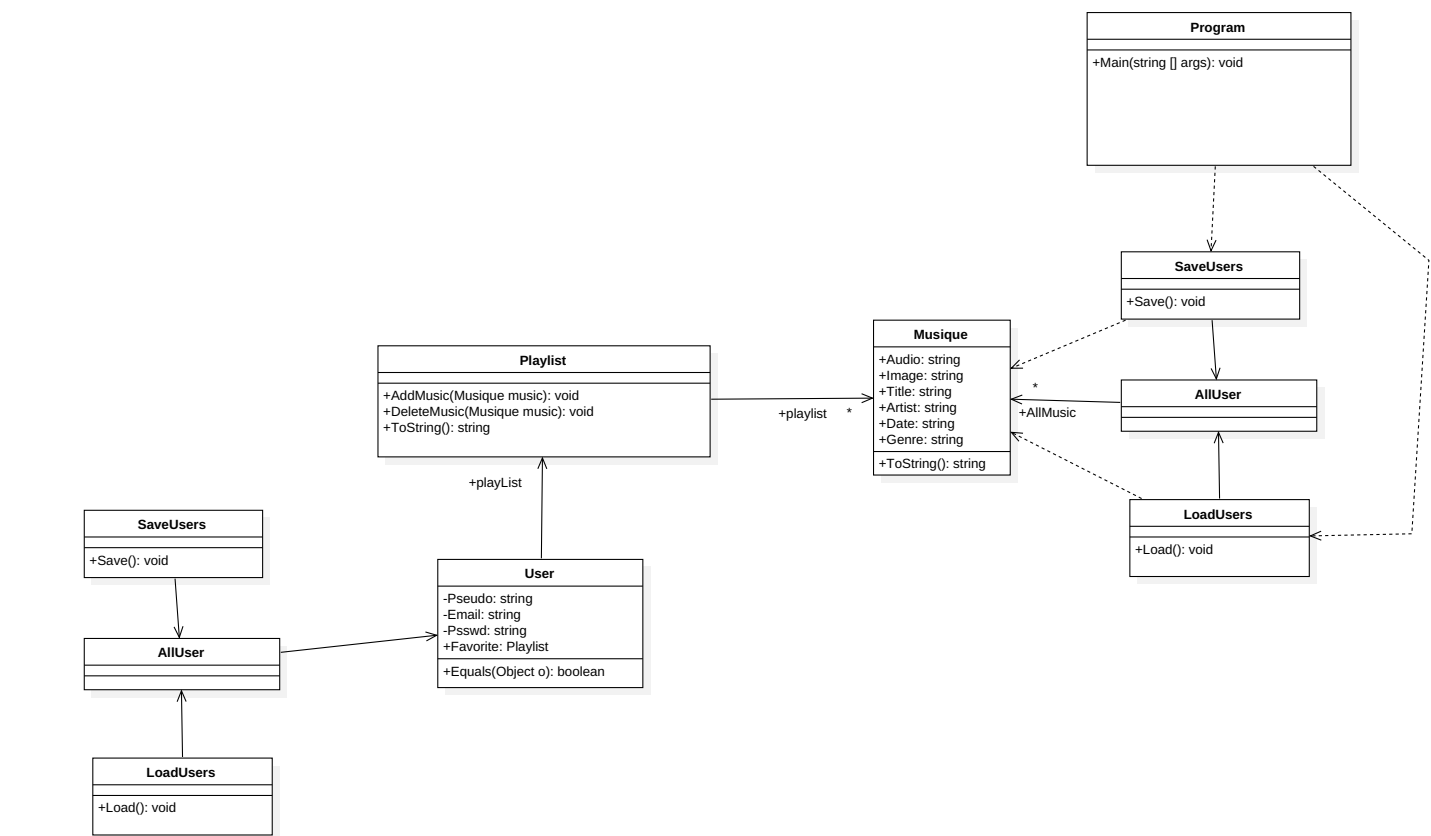 Program
+Main(string [] args): void
SaveUsers
+Save(): void
Musique
+Audio: string
+Image: string
+Title: string
+Artist: string
+Date: string
+Genre: string
+ToString(): string
*
+AllMusic
AllUser
Playlist
+AddMusic(Musique music): void
+DeleteMusic(Musique music): void
+ToString(): string
+playlist *
+playList
LoadUsers
+Load(): void
SaveUsers
+Save(): void
User
-Pseudo: string
-Email: string
-Psswd: string
+Favorite: Playlist
+Equals(Object o): boolean
AllUser
LoadUsers
+Load(): void